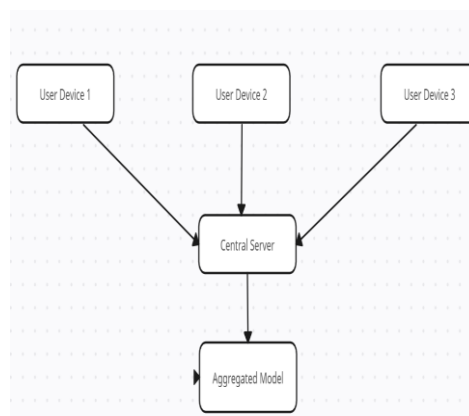 User Device 1
User Device 2
User Device 3
Central Server
Aggregated Model